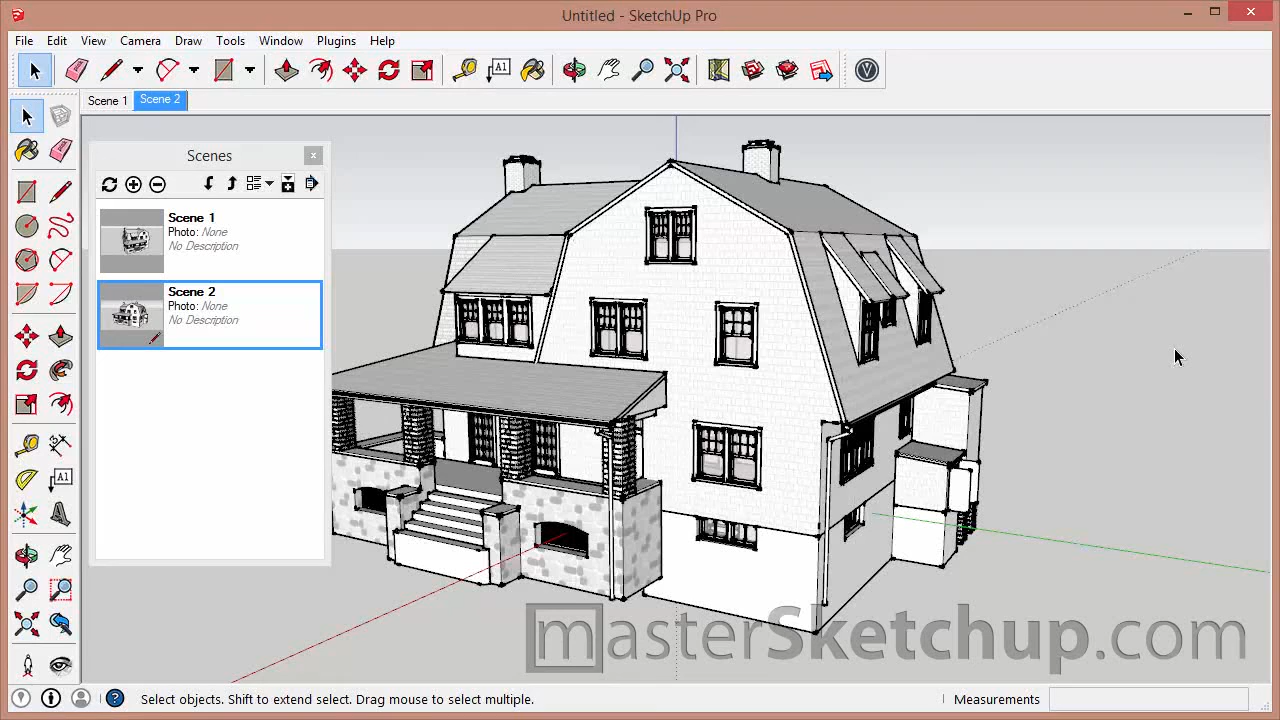 Untitled - SketchUp Pro
File Edit View Camera Draw Tools Window Plugins Help
A1
Scene 1 Scene 2
Scenes
Scene 1
Photo: None
No Description
Scene 2
Photo: None
No Description
A1
masterSketchup.com
Select objects. Shift to extend select. Drag mouse to select multiple.
Measurements